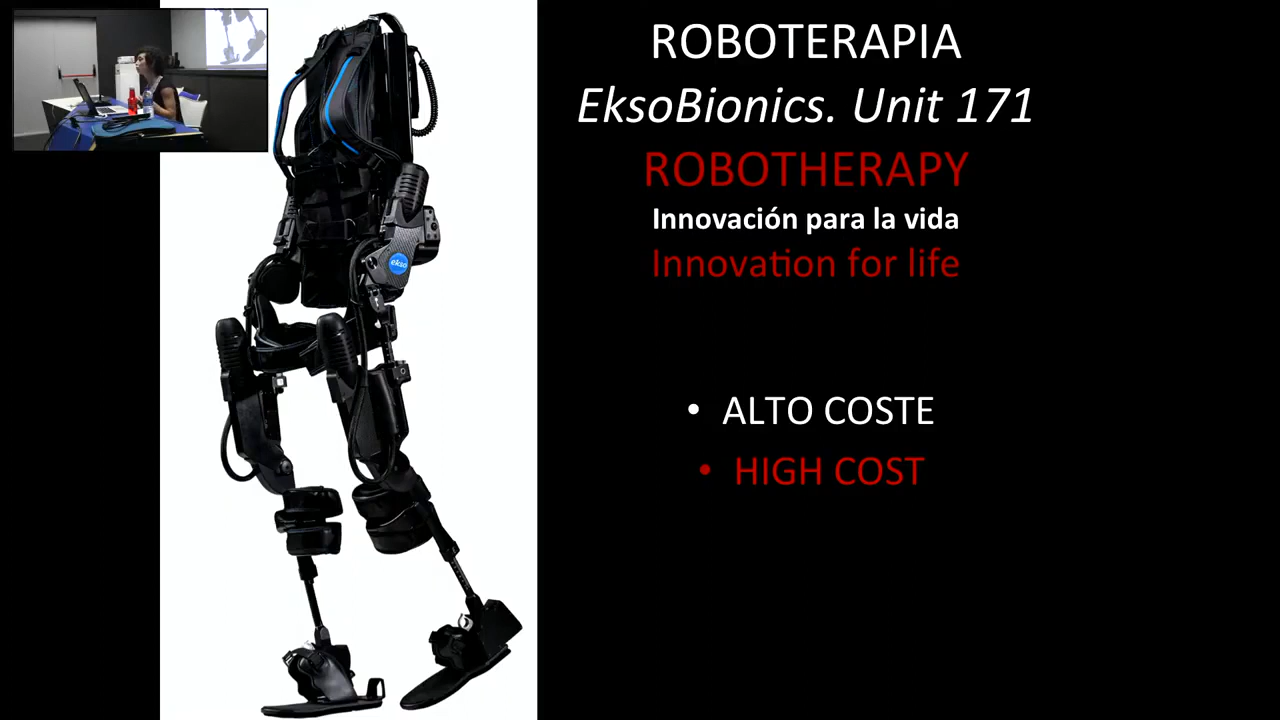 ROBOTERAPIA
EksoBionics. Unit 171
ROBOTHERAPY
Innovación para la vida
Innovation for life
• ALTO COSTE
• HIGH COST
ekso